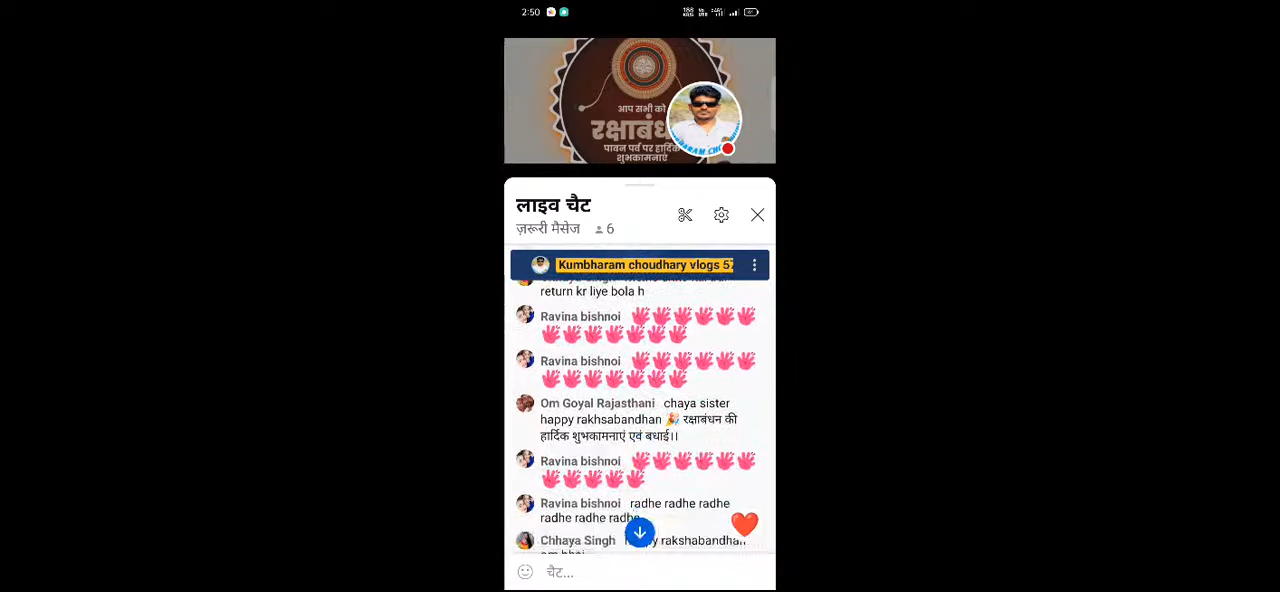 2:50
आप सभी को
रक्षाबं
पावन पर्व पर हार्दिक
शुभकामनाएं
लाइव चैट
ज़रूरी मैसेज 6
Kumbharam choudhary vlogs 57
return kr liye bola h
Ravina bishnoi
Ravina bishnoi
Om Goyal Rajasthani chaya sister
happy rakhsabandhan 🎉 रक्षाबंधन की
हार्दिक शुभकामनाएं एवं बधाई।।
Ravina bishnoi
Ravina bishnoi radhe radhe radhe
radhe radhe radhe
Chhaya Singh rakshabandhan
चैट...